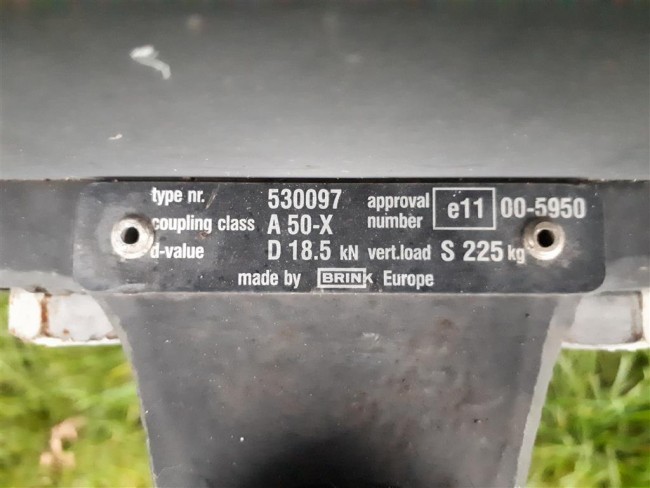 type nr. 530097 approval number e11 00-5950
coupling class A 50-X
d-value D 18.5 kN vert.load S 225 kg
made by BRINK Europe